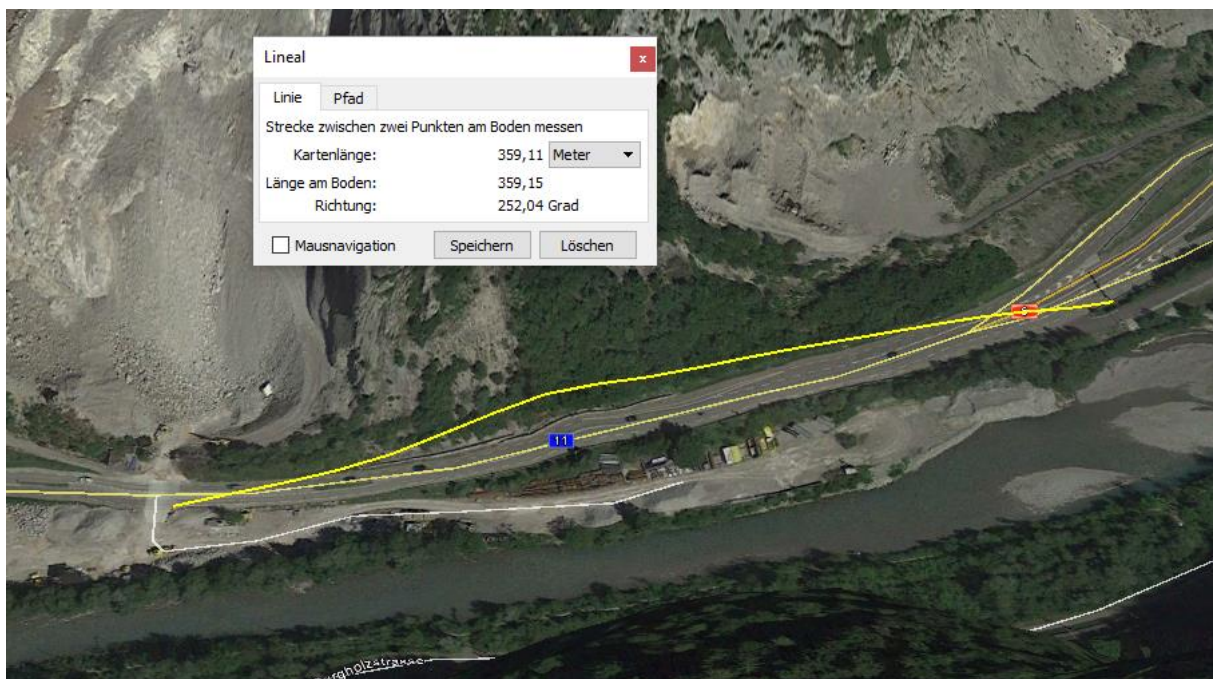 Lineal
x
Linie Pfad
Strecke zwischen zwei Punkten am Boden messen
Kartenlänge: 359,11 Meter
Länge am Boden: 359,15
Richtung: 252,04 Grad
Mausnavigation Speichern Löschen
11